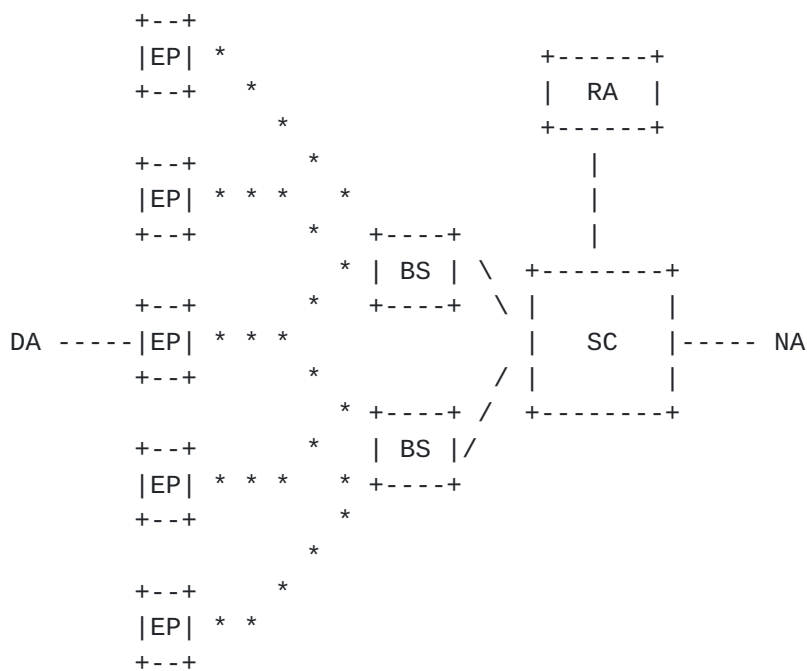 +--+
|EP| * +------+
+--+ * | RA |
* +------+
+--+ * |
|EP| * * * * |
+--+ * +----+ |
* | BS | \ +--------+
+--+ * +----+ \ | |
DA -----|EP| * * * | SC |----- NA
+--+ * / | |
* +----+ / +--------+
+--+ * | BS |/
|EP| * * * * +----+
+--+ *
*
+--+ *
|EP| * *
+--+